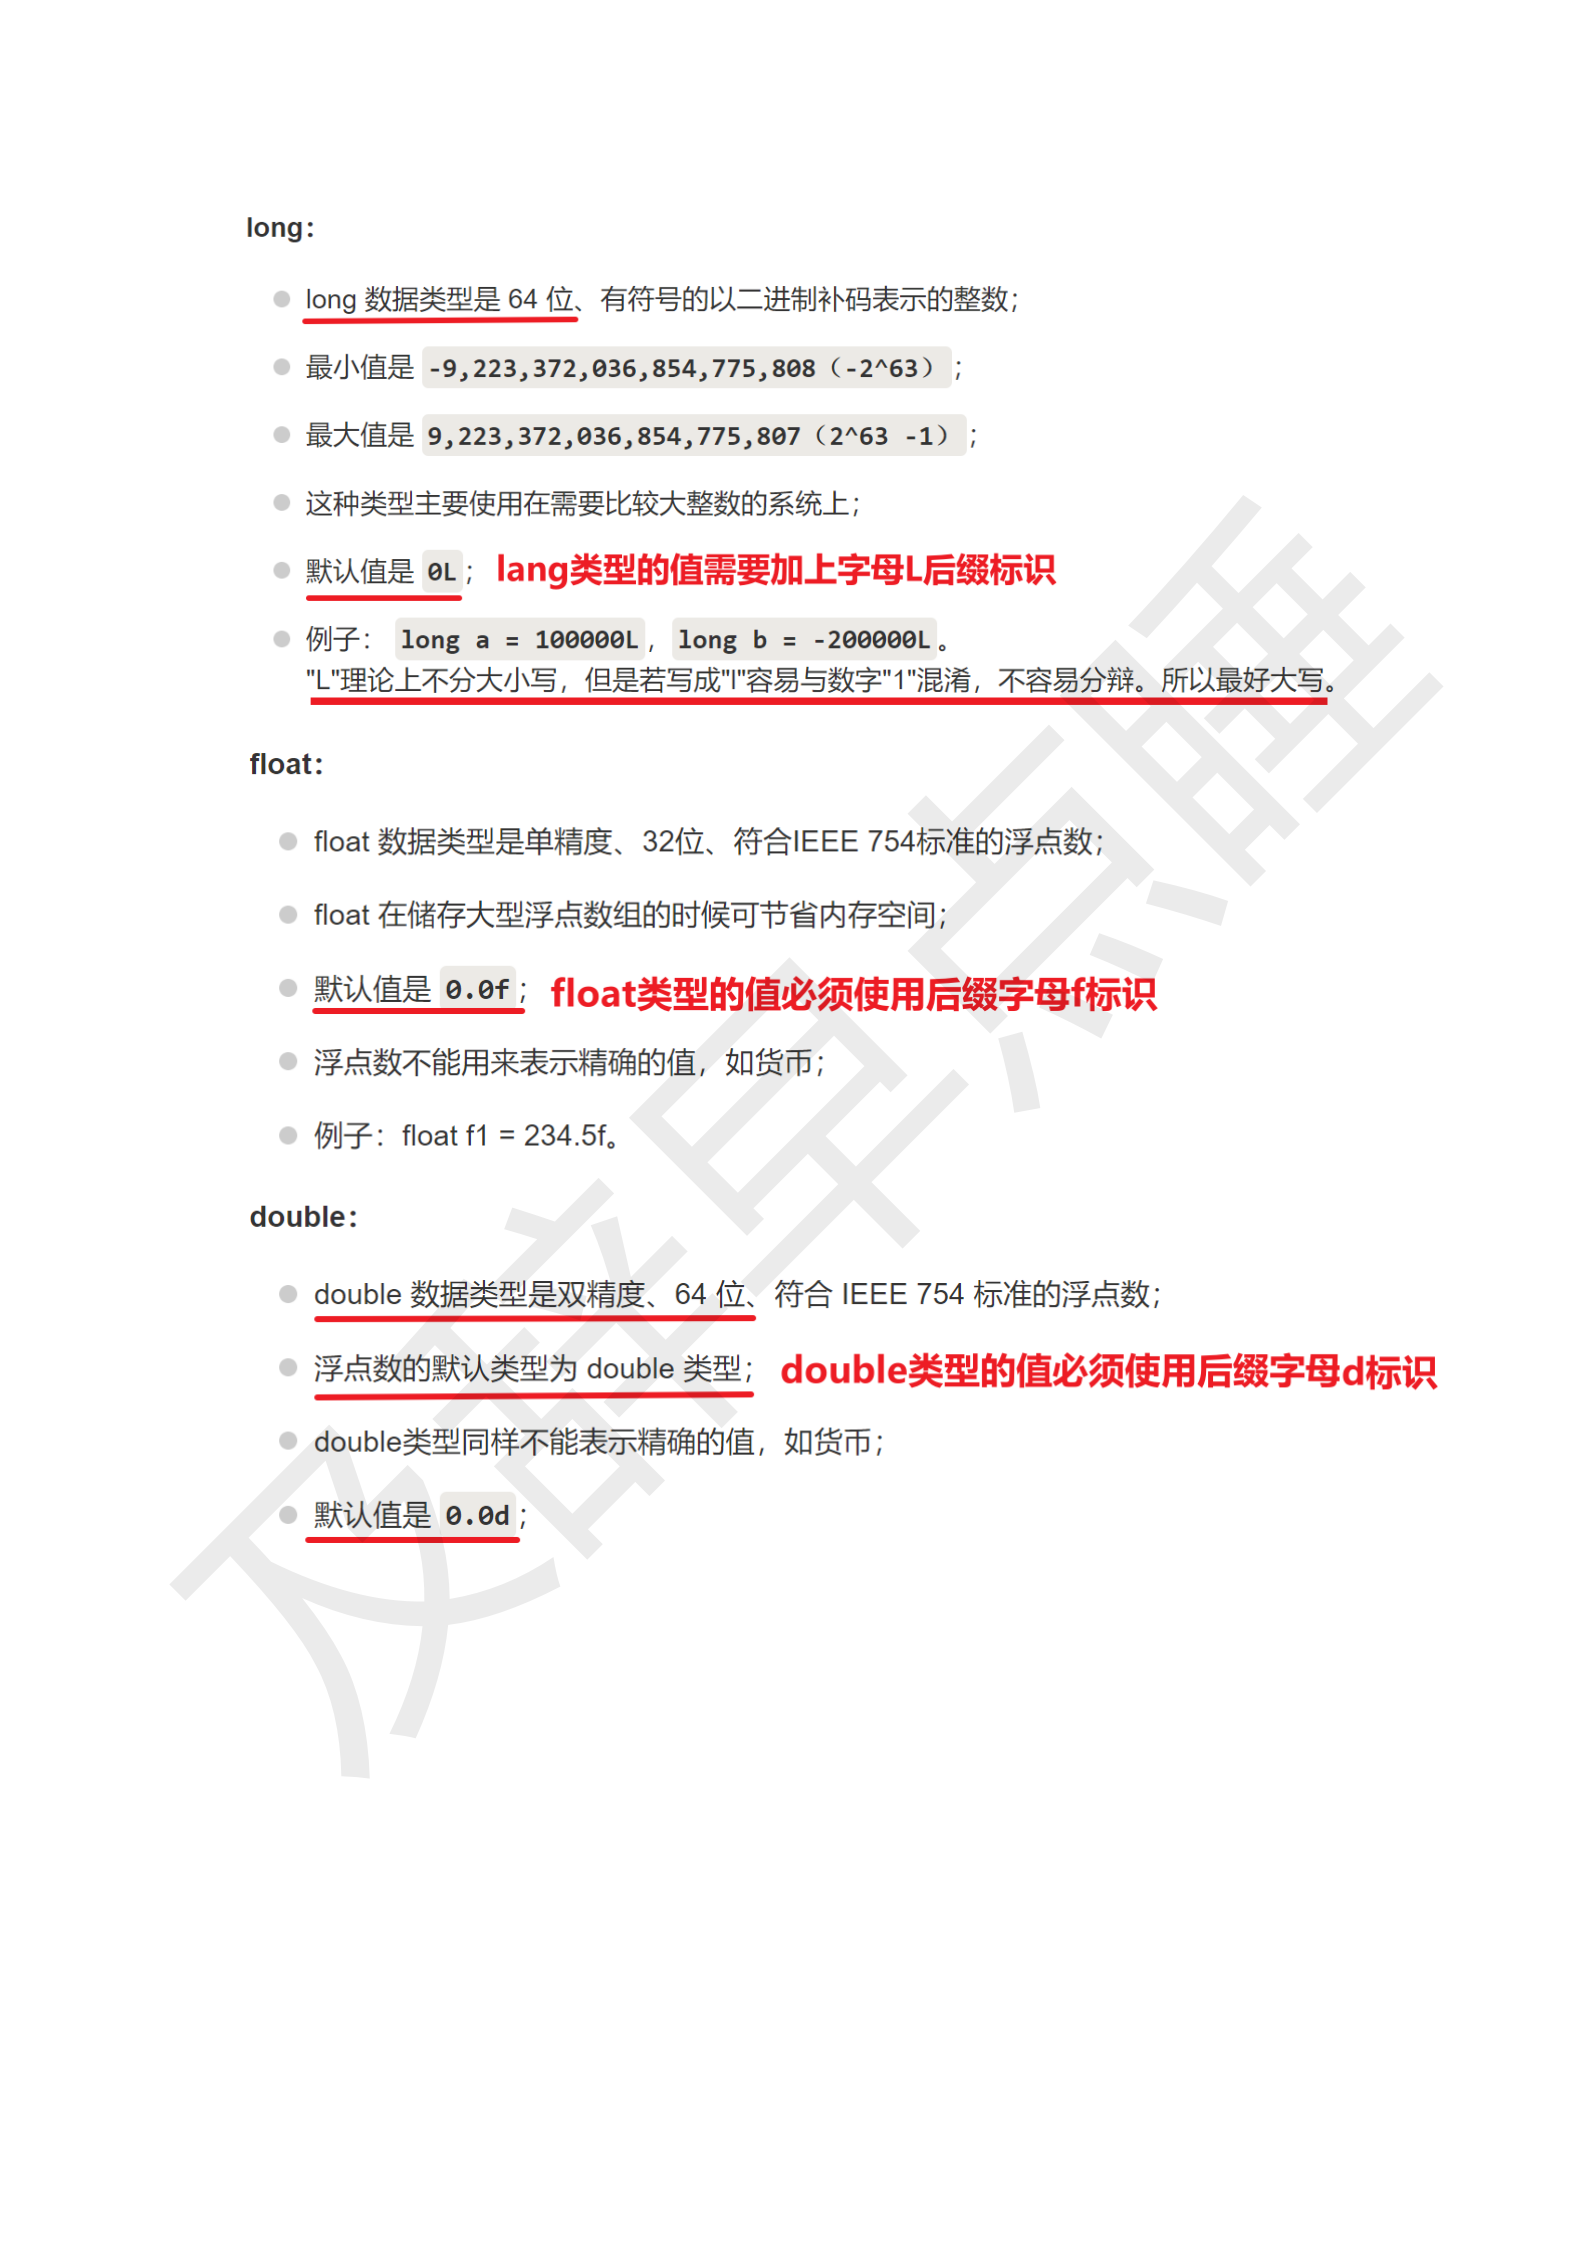 long：
long 数据类型是 64 位、有符号的以二进制补码表示的整数；
最小值是 -9,223,372,036,854,775,808（-2^63）；
最大值是 9,223,372,036,854,775,807（2^63 -1）；
这种类型主要使用在需要比较大整数的系统上；
默认值是 0L； lang类型的值需要加上字母L后缀标识
例子： long a = 100000L，long b = -200000L。
"L"理论上不分大小写，但是若写成"l"容易与数字"1"混淆，不容易分辩。所以最好大写。
float：
float 数据类型是单精度、32位、符合IEEE 754标准的浮点数；
float 在储存大型浮点数组的时候可节省内存空间；
默认值是 0.0f； float类型的值必须使用后缀字母f标识
浮点数不能用来表示精确的值，如货币；
例子：float f1 = 234.5f。
double：
double 数据类型是双精度、64 位、符合 IEEE 754 标准的浮点数；
浮点数的默认类型为 double 类型； double类型的值必须使用后缀字母d标识
double类型同样不能表示精确的值，如货币；
默认值是 0.0d；
及辞早点睡